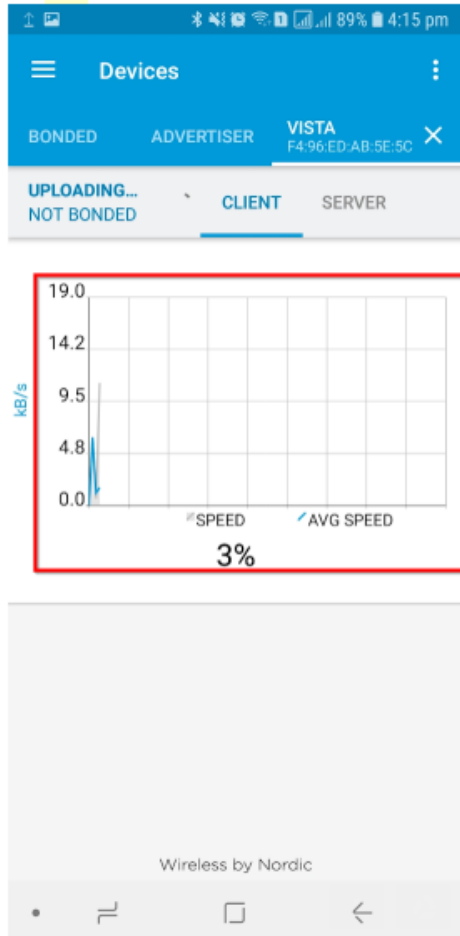 89% 4:15 pm
Devices
BONDED ADVERTISER VISTA
F4:96:ED:AB:5E:5C
UPLOADING...
NOT BONDED
CLIENT SERVER
19.0
14.2
9.5
4.8
0.0
kB/s
SPEED AVG SPEED
3%
Wireless by Nordic